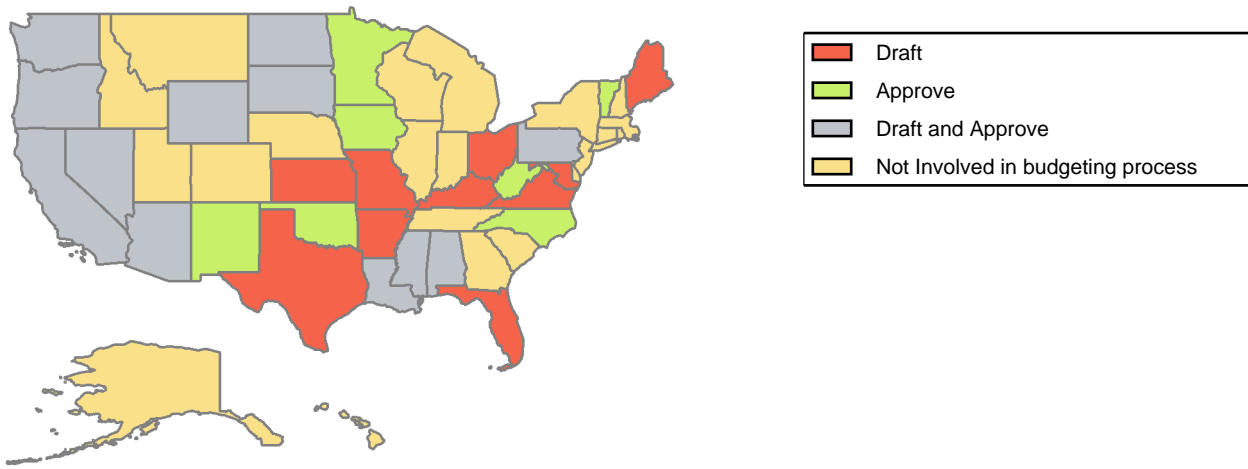 Draft
Approve
Draft and Approve
Not Involved in budgeting process